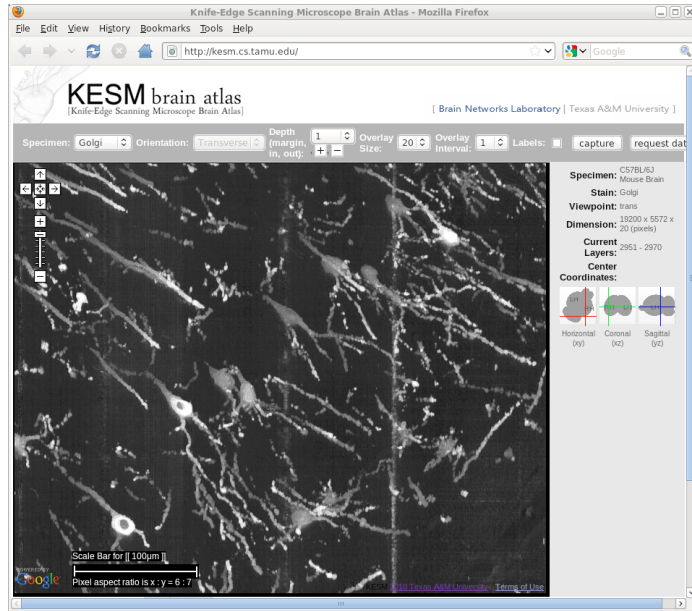 Knife-Edge Scanning Microscope Brain Atlas - Mozilla Firefox
File Edit View History Bookmarks Tools Help
http://kesm.cs.tamu.edu/
Google
KESM brain atlas
[Knife-Edge Scanning Microscope Brain Atlas]
[ Brain Networks Laboratory | Texas A&M University ]
Specimen: Golgi Orientation: Transverse Depth (margin, in, out): 1 + − Overlay Size: 20 Overlay Interval: 1 Labels: capture request dat
Specimen: C57BL/6J Mouse Brain
Stain: Golgi
Viewpoint: trans
Dimension: 19200 x 5572 x 20 (pixels)
Current Layers: 2951 - 2970
Center Coordinates:
Horizontal (xy) Coronal (xz) Sagittal (yz)
Scale Bar for [[ 100μm ]]
POWERED BY
Google
Pixel aspect ratio is x : y = 6 : 7
KESM 2010 Texas A&M University. Terms of Use